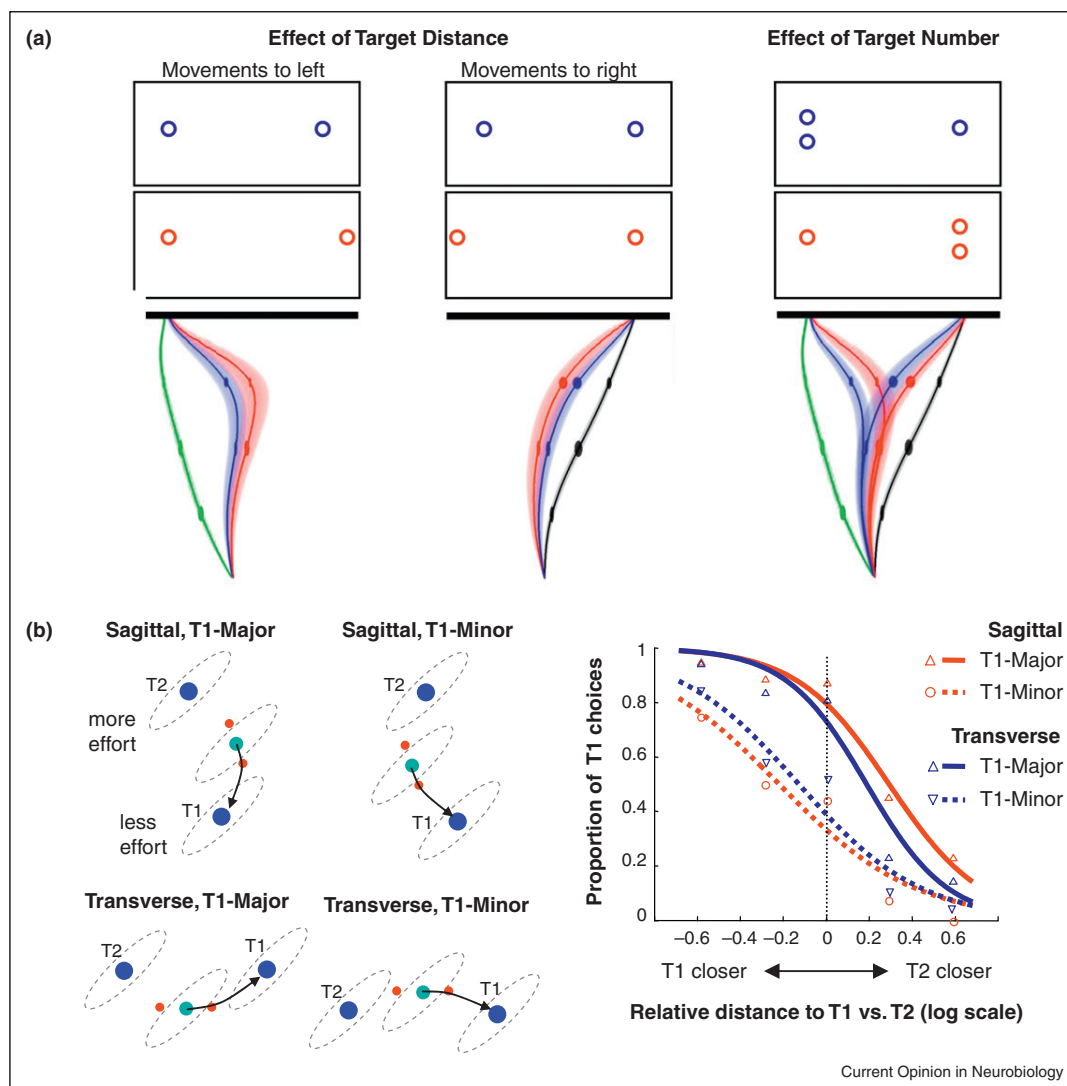 (a)
Effect of Target Distance
Effect of Target Number
Movements to left
Movements to right
(b)
Sagittal, T1-Major
T2
more
effort
T1
less
effort
Sagittal, T1-Minor
T2
T1
Transverse, T1-Major
T2
T1
Transverse, T1-Minor
T2
T1
Proportion of T1 choices
1
0.8
0.6
0.4
0.2
0
−0.6 −0.4 −0.2 0 0.2 0.4 0.6
T1 closer
T2 closer
Relative distance to T1 vs. T2 (log scale)
Sagittal
T1-Major
T1-Minor
Transverse
T1-Major
T1-Minor
Current Opinion in Neurobiology